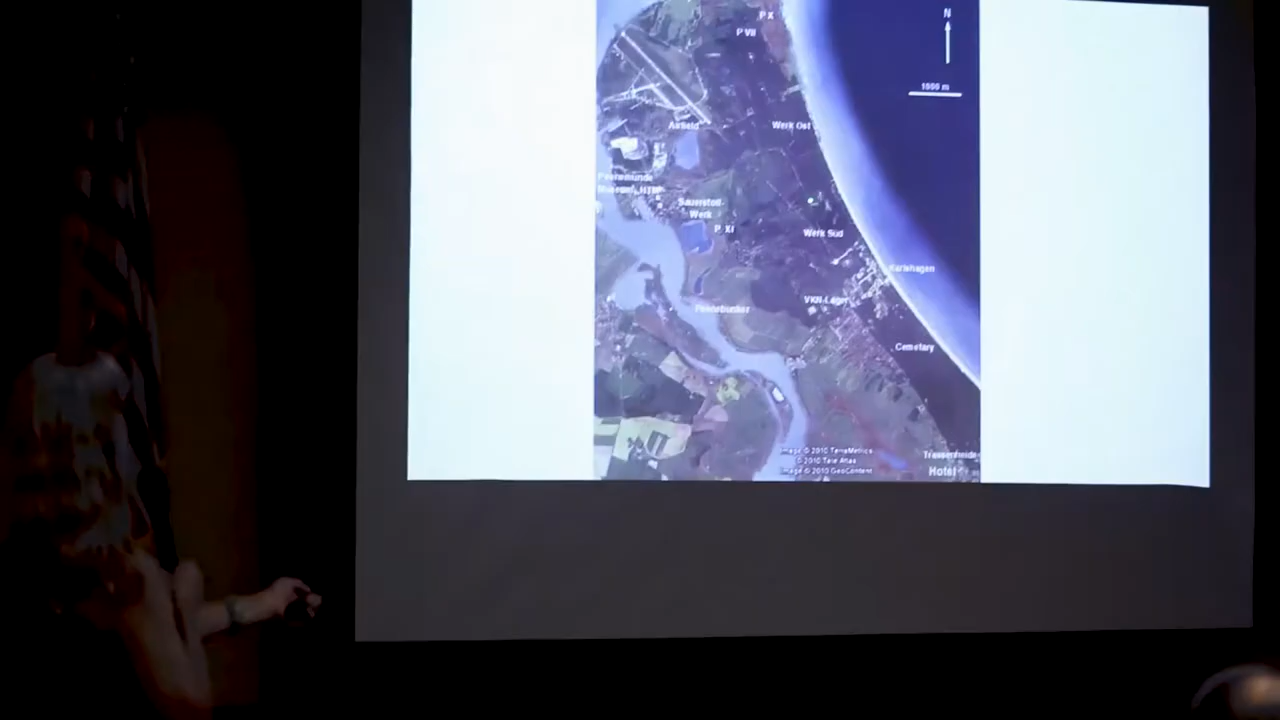 P X
P VII
N
1000 m
Airfield
Werk Ost
Peenemünde
Museum, HTM
Sauerstoff-
Werk
P XI
Werk Süd
Karlshagen
VKN-Lager
Peenebunker
Cemetary
Image © 2010 TerraMetrics
© 2010 Tele Atlas
Image © 2010 GeoContent
Trassenheide-
Hotel